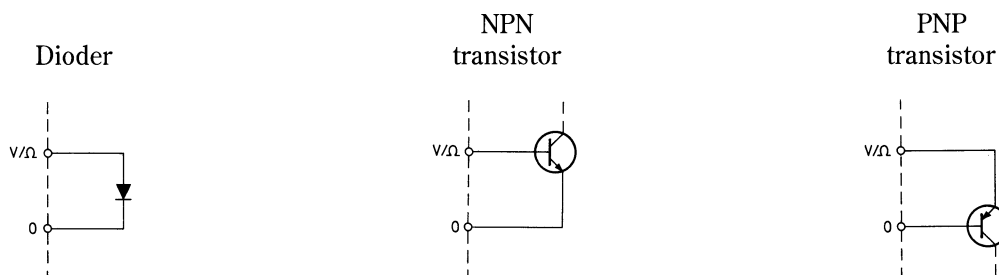 Dioder
NPN
transistor
PNP
transistor
V/Ω
0
V/Ω
0
V/Ω
0